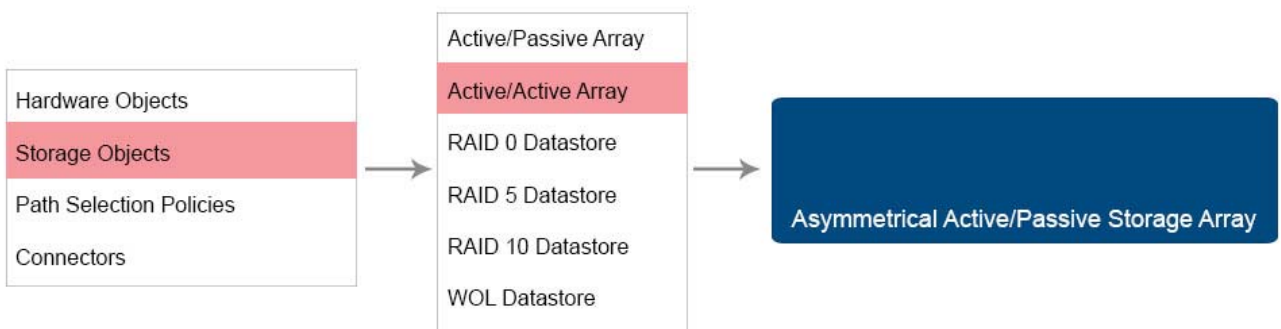 Hardware Objects
Storage Objects
Path Selection Policies
Connectors
Active/Passive Array
Active/Active Array
RAID 0 Datastore
RAID 5 Datastore
RAID 10 Datastore
WOL Datastore
Asymmetrical Active/Passive Storage Array